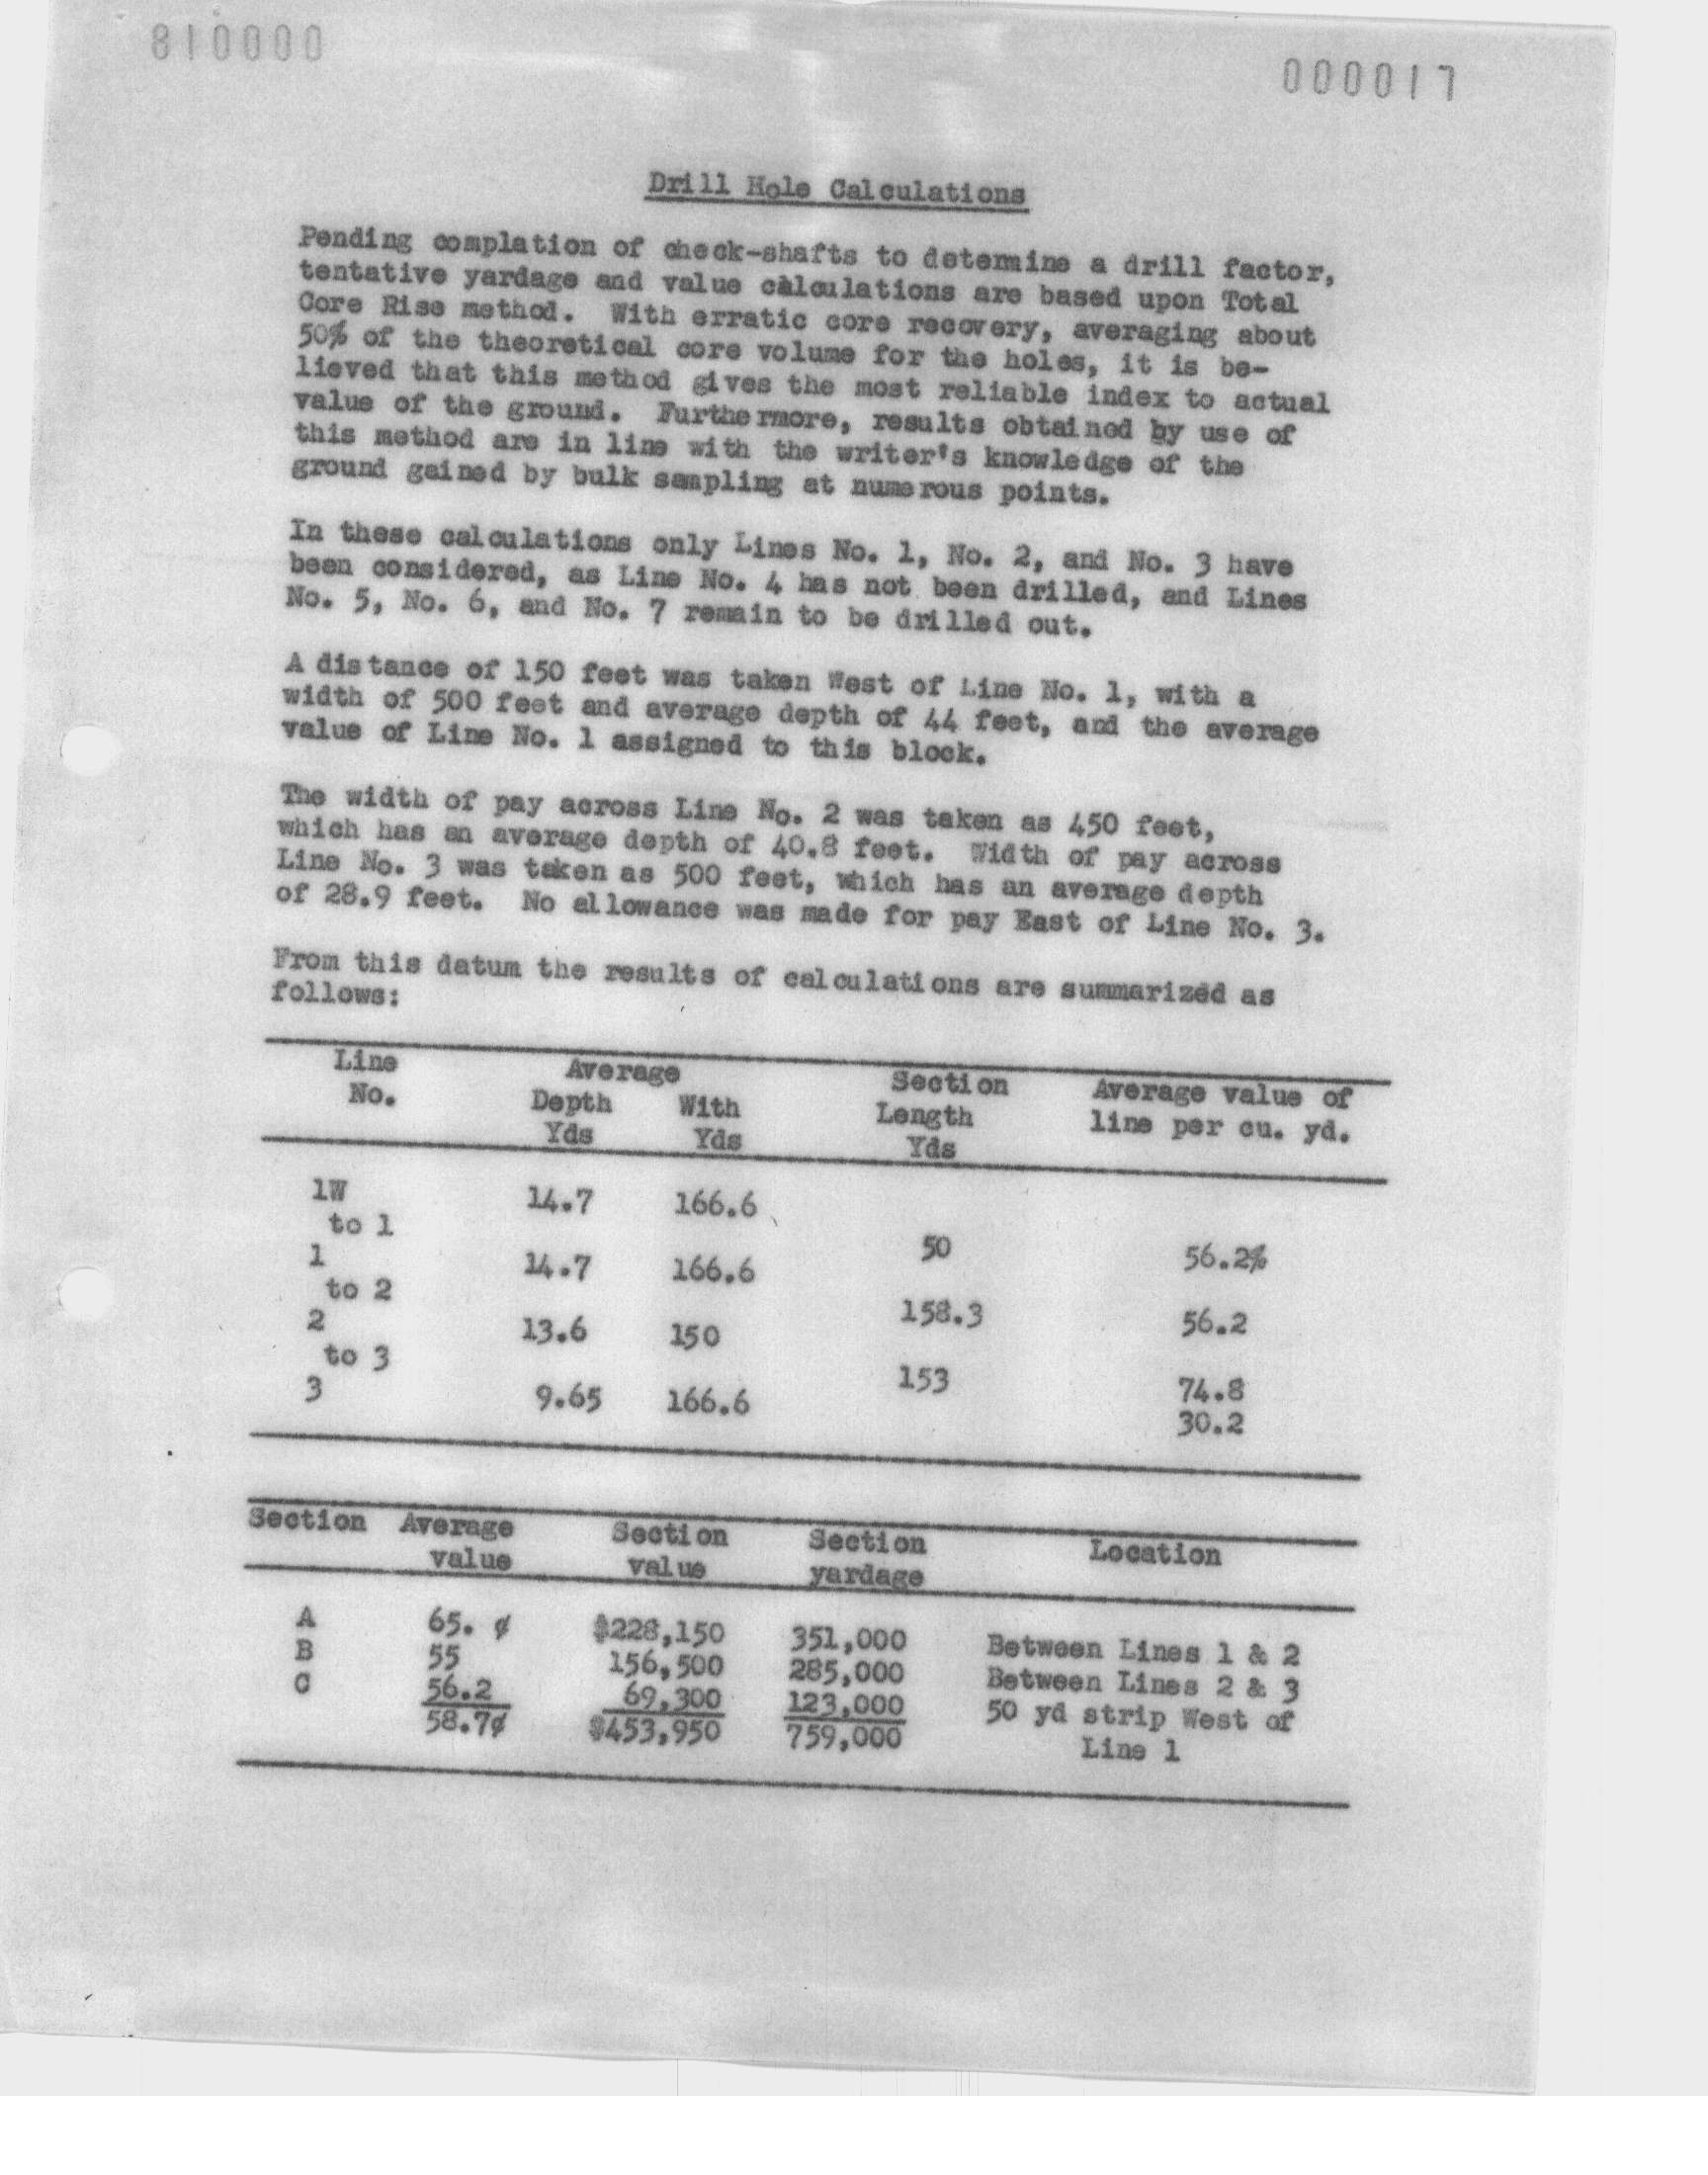 000018
000017
Drill Hole Calculations
Pending complation of check-shafts to determine a drill factor,
tentative yardage and value calculations are based upon Total
Core Rise method. With erratic core recovery, averaging about
50% of the theoretical core volume for the holes, it is be-
lieved that this method gives the most reliable index to actual
value of the ground. Furthermore, results obtained by use of
this method are in line with the writer's knowledge of the
ground gained by bulk sampling at numerous points.
In these calculations only Lines No. 1, No. 2, and No. 3 have
been considered, as Line No. 4 has not been drilled, and Lines
No. 5, No. 6, and No. 7 remain to be drilled out.
A distance of 150 feet was taken West of Line No. 1, with a
width of 500 feet and average depth of 44 feet, and the average
value of Line No. 1 assigned to this block.
The width of pay across Line No. 2 was taken as 450 feet,
which has an average depth of 40.8 feet. Width of pay across
Line No. 3 was taken as 500 feet, which has an average depth
of 28.9 feet. No allowance was made for pay East of Line No. 3.
From this datum the results of calculations are summarized as
follows:
Line Average Section Average value of
No. Depth With Length line per cu. yd.
Yds Yds Yds
1W 14.7 166.6
to 1 50 56.2¢
1 14.7 166.6
to 2 158.3 56.2
2 13.6 150
to 3 153 74.8
3 9.65 166.6 30.2
Section Average Section Section Location
value value yardage
A 65. ¢ $228,150 351,000 Between Lines 1 & 2
B 55 156,500 285,000 Between Lines 2 & 3
C 56.2 69,300 123,000 50 yd strip West of
58.7¢ $453,950 759,000 Line 1